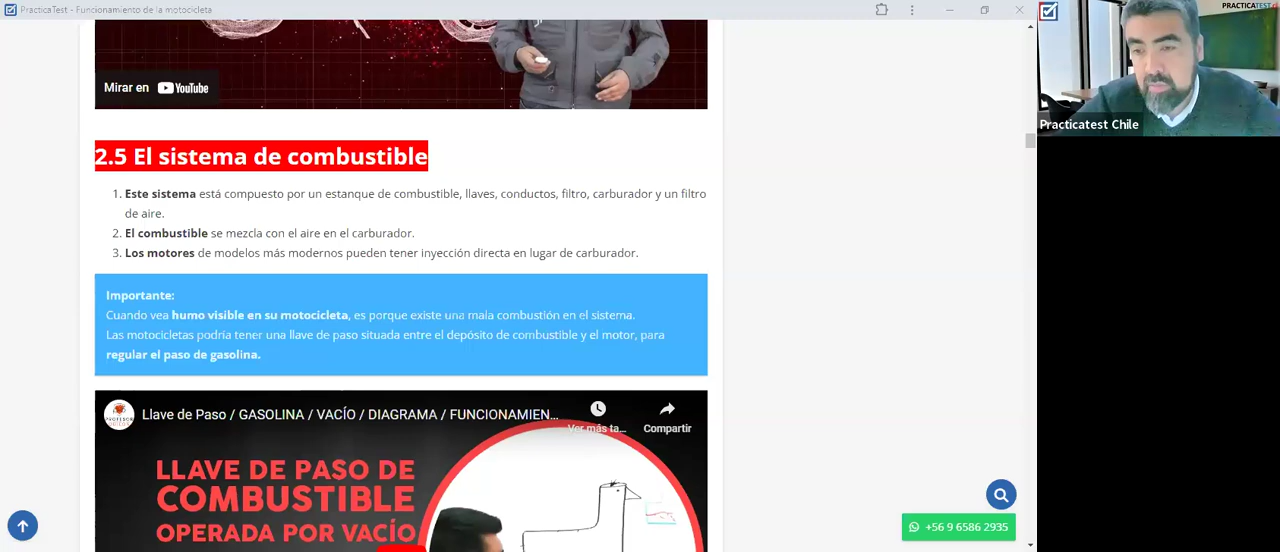 PracticaTest - Funcionamiento de la motocicleta
PRACTICATEST
Mirar en YouTube
Practicatest Chile
2.5 El sistema de combustible
1. Este sistema está compuesto por un estanque de combustible, llaves, conductos, filtro, carburador y un filtro
de aire.
2. El combustible se mezcla con el aire en el carburador.
3. Los motores de modelos más modernos pueden tener inyección directa en lugar de carburador.
Importante:
Cuando vea humo visible en su motocicleta, es porque existe una mala combustión en el sistema.
Las motocicletas podría tener una llave de paso situada entre el depósito de combustible y el motor, para
regular el paso de gasolina.
Llave de Paso / GASOLINA / VACÍO / DIAGRAMA / FUNCIONAMIEN...
Ver más ta...
Compartir
LLAVE DE PASO DE
COMBUSTIBLE
OPERADA POR VACÍO
+56 9 6586 2935